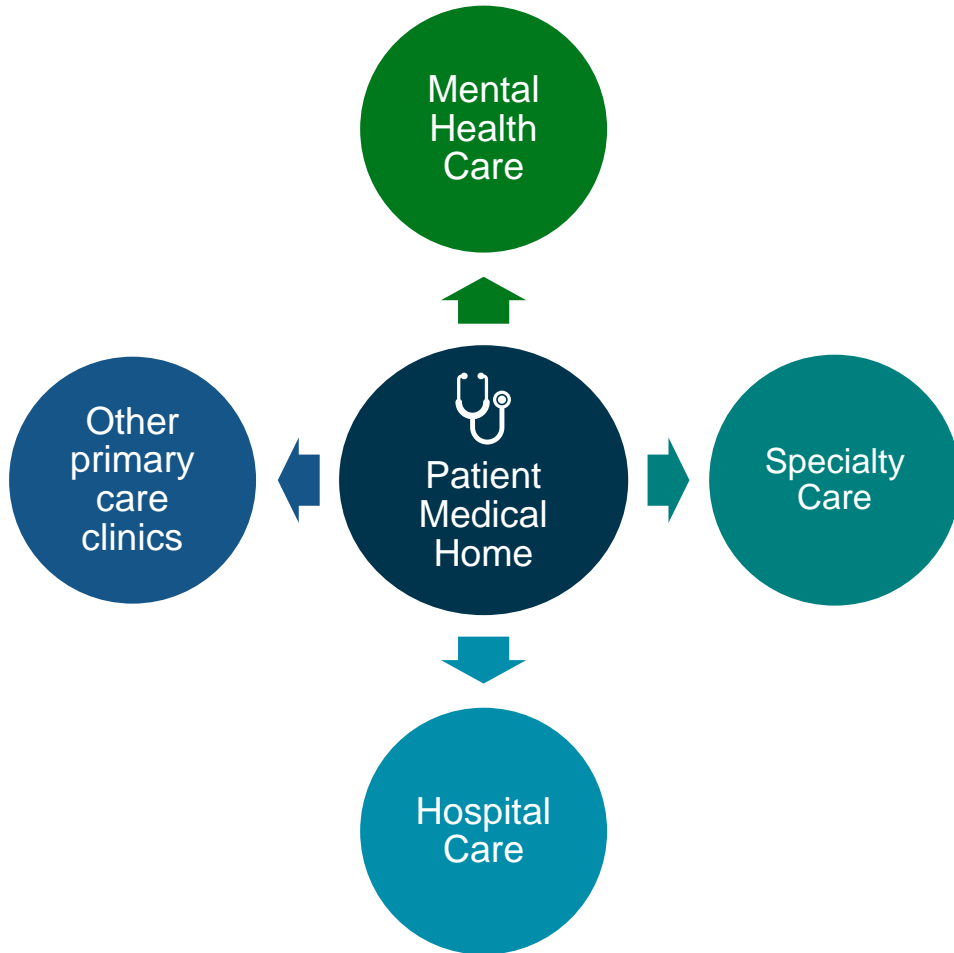 Mental
Health
Care
Other
primary
care
clinics
Patient
Medical
Home
Specialty
Care
Hospital
Care